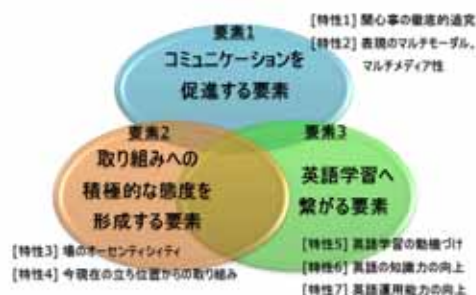 要素1
コミュニケーションを
促進する要素
[特性1] 関心事の徹底的追究
[特性2] 表現のマルチモーダル、
マルチメディア性
要素2
取り組みへの
積極的な態度を
形成する要素
[特性3] 場のオーセンティシィティ
[特性4] 今現在の立ち位置からの取り組み
要素3
英語学習へ
繋がる要素
[特性5] 英語学習の動機づけ
[特性6] 英語の知識力の向上
[特性7] 英語運用能力の向上